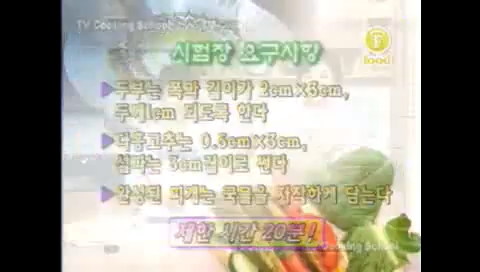 TV Cooking School
food
시험장 요구사항
▶두부는 폭과 길이가 2cm×3cm,
두께1cm 되도록 한다
▶다홍고추는 0.5cm×3cm,
실파는 3cm길이로 썬다
▶완성된 찌개는 국물을 자작하게 담는다
제한 시간 20분!
Cooking School